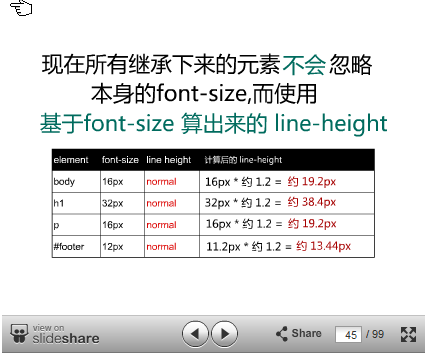 现在所有继承下来的元素不会忽略
本身的font-size,而使用
基于font-size 算出来的 line-height
element font-size line height 计算后的 line-height
body 16px normal 16px * 约 1.2 = 约 19.2px
h1 32px normal 32px * 约 1.2 = 约 38.4px
p 16px normal 16px * 约 1.2 = 约 19.2px
#footer 12px normal 11.2px * 约 1.2 = 约 13.44px
view on
slideshare
Share 45 / 99